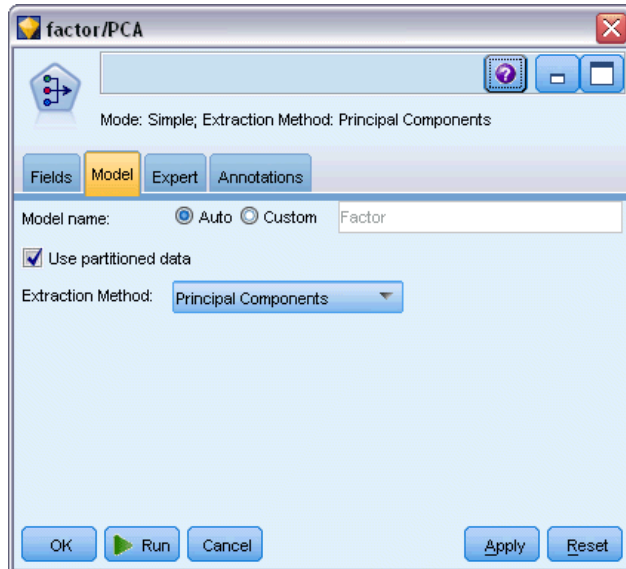 factor/PCA
Mode: Simple; Extraction Method: Principal Components
Fields Model Expert Annotations
Model name: Auto Custom Factor
Use partitioned data
Extraction Method: Principal Components
OK Run Cancel Apply Reset